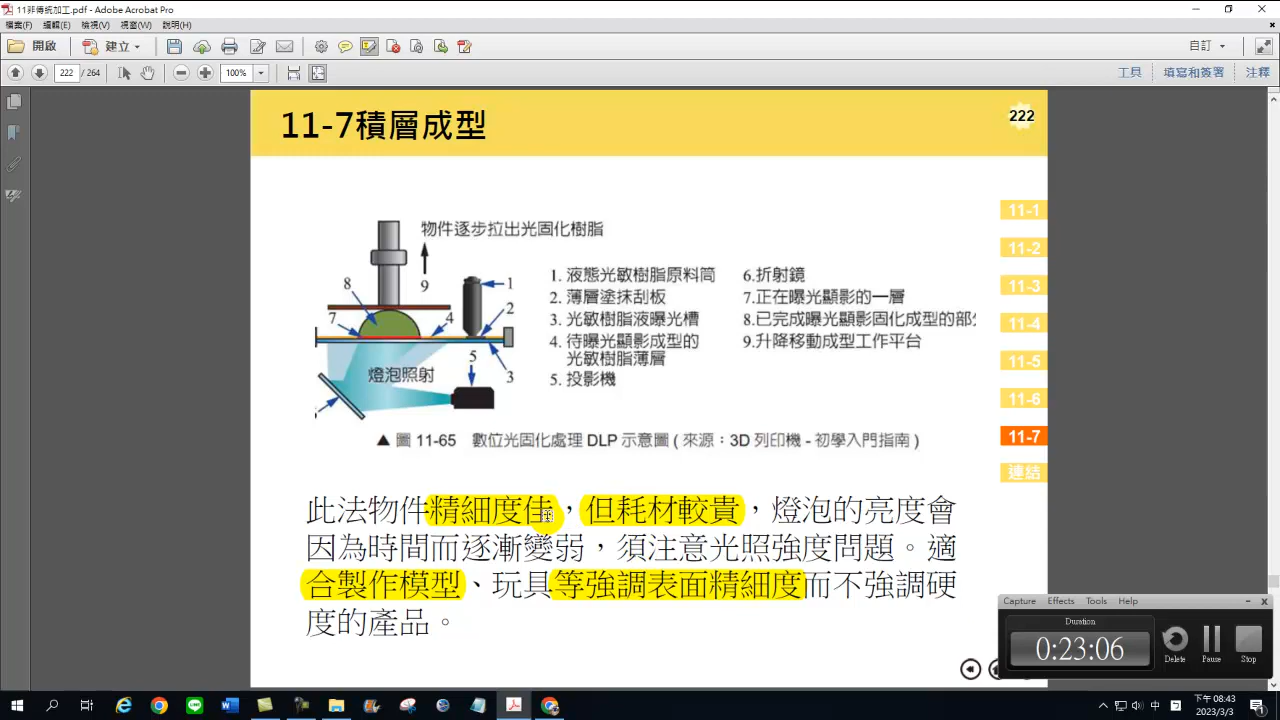 11非傳統加工.pdf - Adobe Acrobat Pro
檔案(F) 編輯(E) 檢視(V) 視窗(W) 說明(H)
開啟 建立 自訂
222 / 264 100% 工具 填寫和簽署 注釋
11-7積層成型
222
11-1
11-2
11-3
11-4
11-5
11-6
11-7
連結
物件逐步拉出光固化樹脂
8
9
1
2
7
4
5
3
燈泡照射
1. 液態光敏樹脂原料筒
2. 薄層塗抹刮板
3. 光敏樹脂液曝光槽
4. 待曝光顯影成型的
光敏樹脂薄層
5. 投影機
6.折射鏡
7.正在曝光顯影的一層
8.已完成曝光顯影固化成型的部
9.升降移動成型工作平台
▲ 圖 11-65 數位光固化處理 DLP 示意圖 ( 來源：3D 列印機 - 初學入門指南 )
此法物件精細度佳，但耗材較貴，燈泡的亮度會
因為時間而逐漸變弱，須注意光照強度問題。適
合製作模型、玩具等強調表面精細度而不強調硬
度的產品。
Capture Effects Tools Help
Duration
0:23:06
Delete Pause Stop
LINE
中
下午 08:43
2023/3/3
1